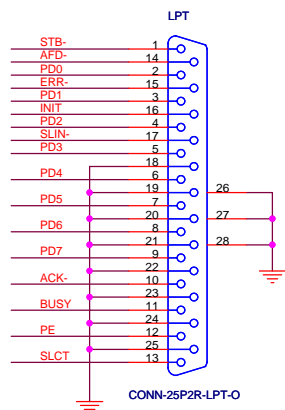 LPT
STB- 1
AFD- 14
PD0 2
ERR- 15
PD1 3
INIT 16
PD2 4
SLIN- 17
PD3 5
18
PD4 6
19 26
PD5 7
20 27
PD6 8
21 28
PD7 9
22
ACK- 10
23
BUSY 11
24
PE 12
25
SLCT 13
CONN-25P2R-LPT-O